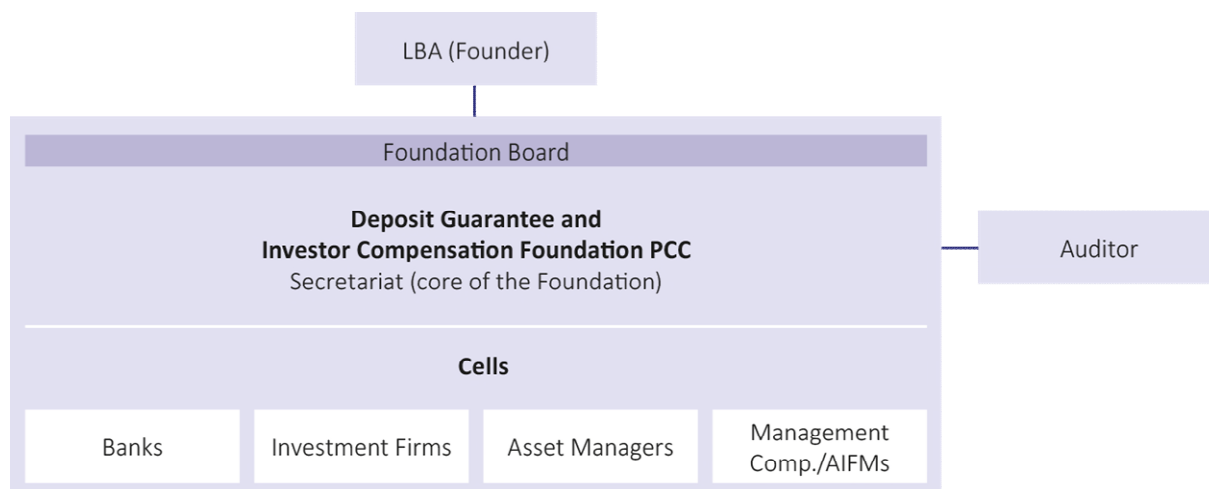 LBA (Founder)
Foundation Board
Deposit Guarantee and
Investor Compensation Foundation PCC
Secretariat (core of the Foundation)
Auditor
Cells
Banks
Investment Firms
Asset Managers
Management
Comp./AIFMs